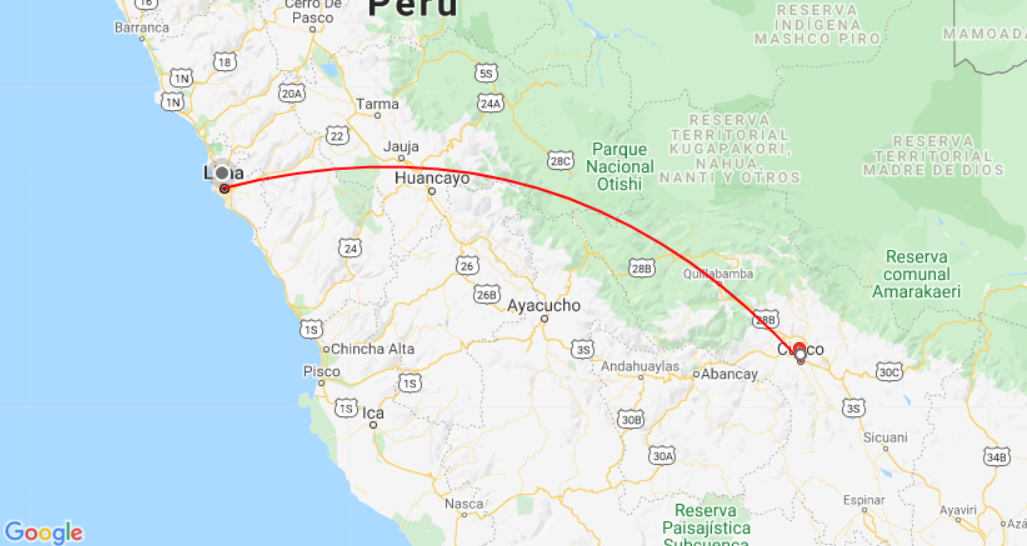 16
Cerro De
Pasco
Peru
Barranca
RESERVA
INDÍGENA
MASHCO PIRO
18
1N
5S
1N
20A
24A
Tarma
22
Jauja
28C
Parque
Nacional
Otishi
RESERVA
TERRITORIAL
KUGAPAKORI,
NAHUA,
NANTI Y OTROS
RESERVA
TERRITORIAL
MADRE DE DIOS
Lima
Huancayo
24
26
26B
28B
Quillabamba
Reserva
comunal
Amarakaeri
Ayacucho
28B
1S
Chincha Alta
3S
Cusco
Pisco
1S
Andahuaylas
Abancay
30C
1S
Ica
30B
3S
Sicuani
30A
34B
Nasca
Espinar
Ayaviri
Reserva
Paisajística
Subcuenca
Google